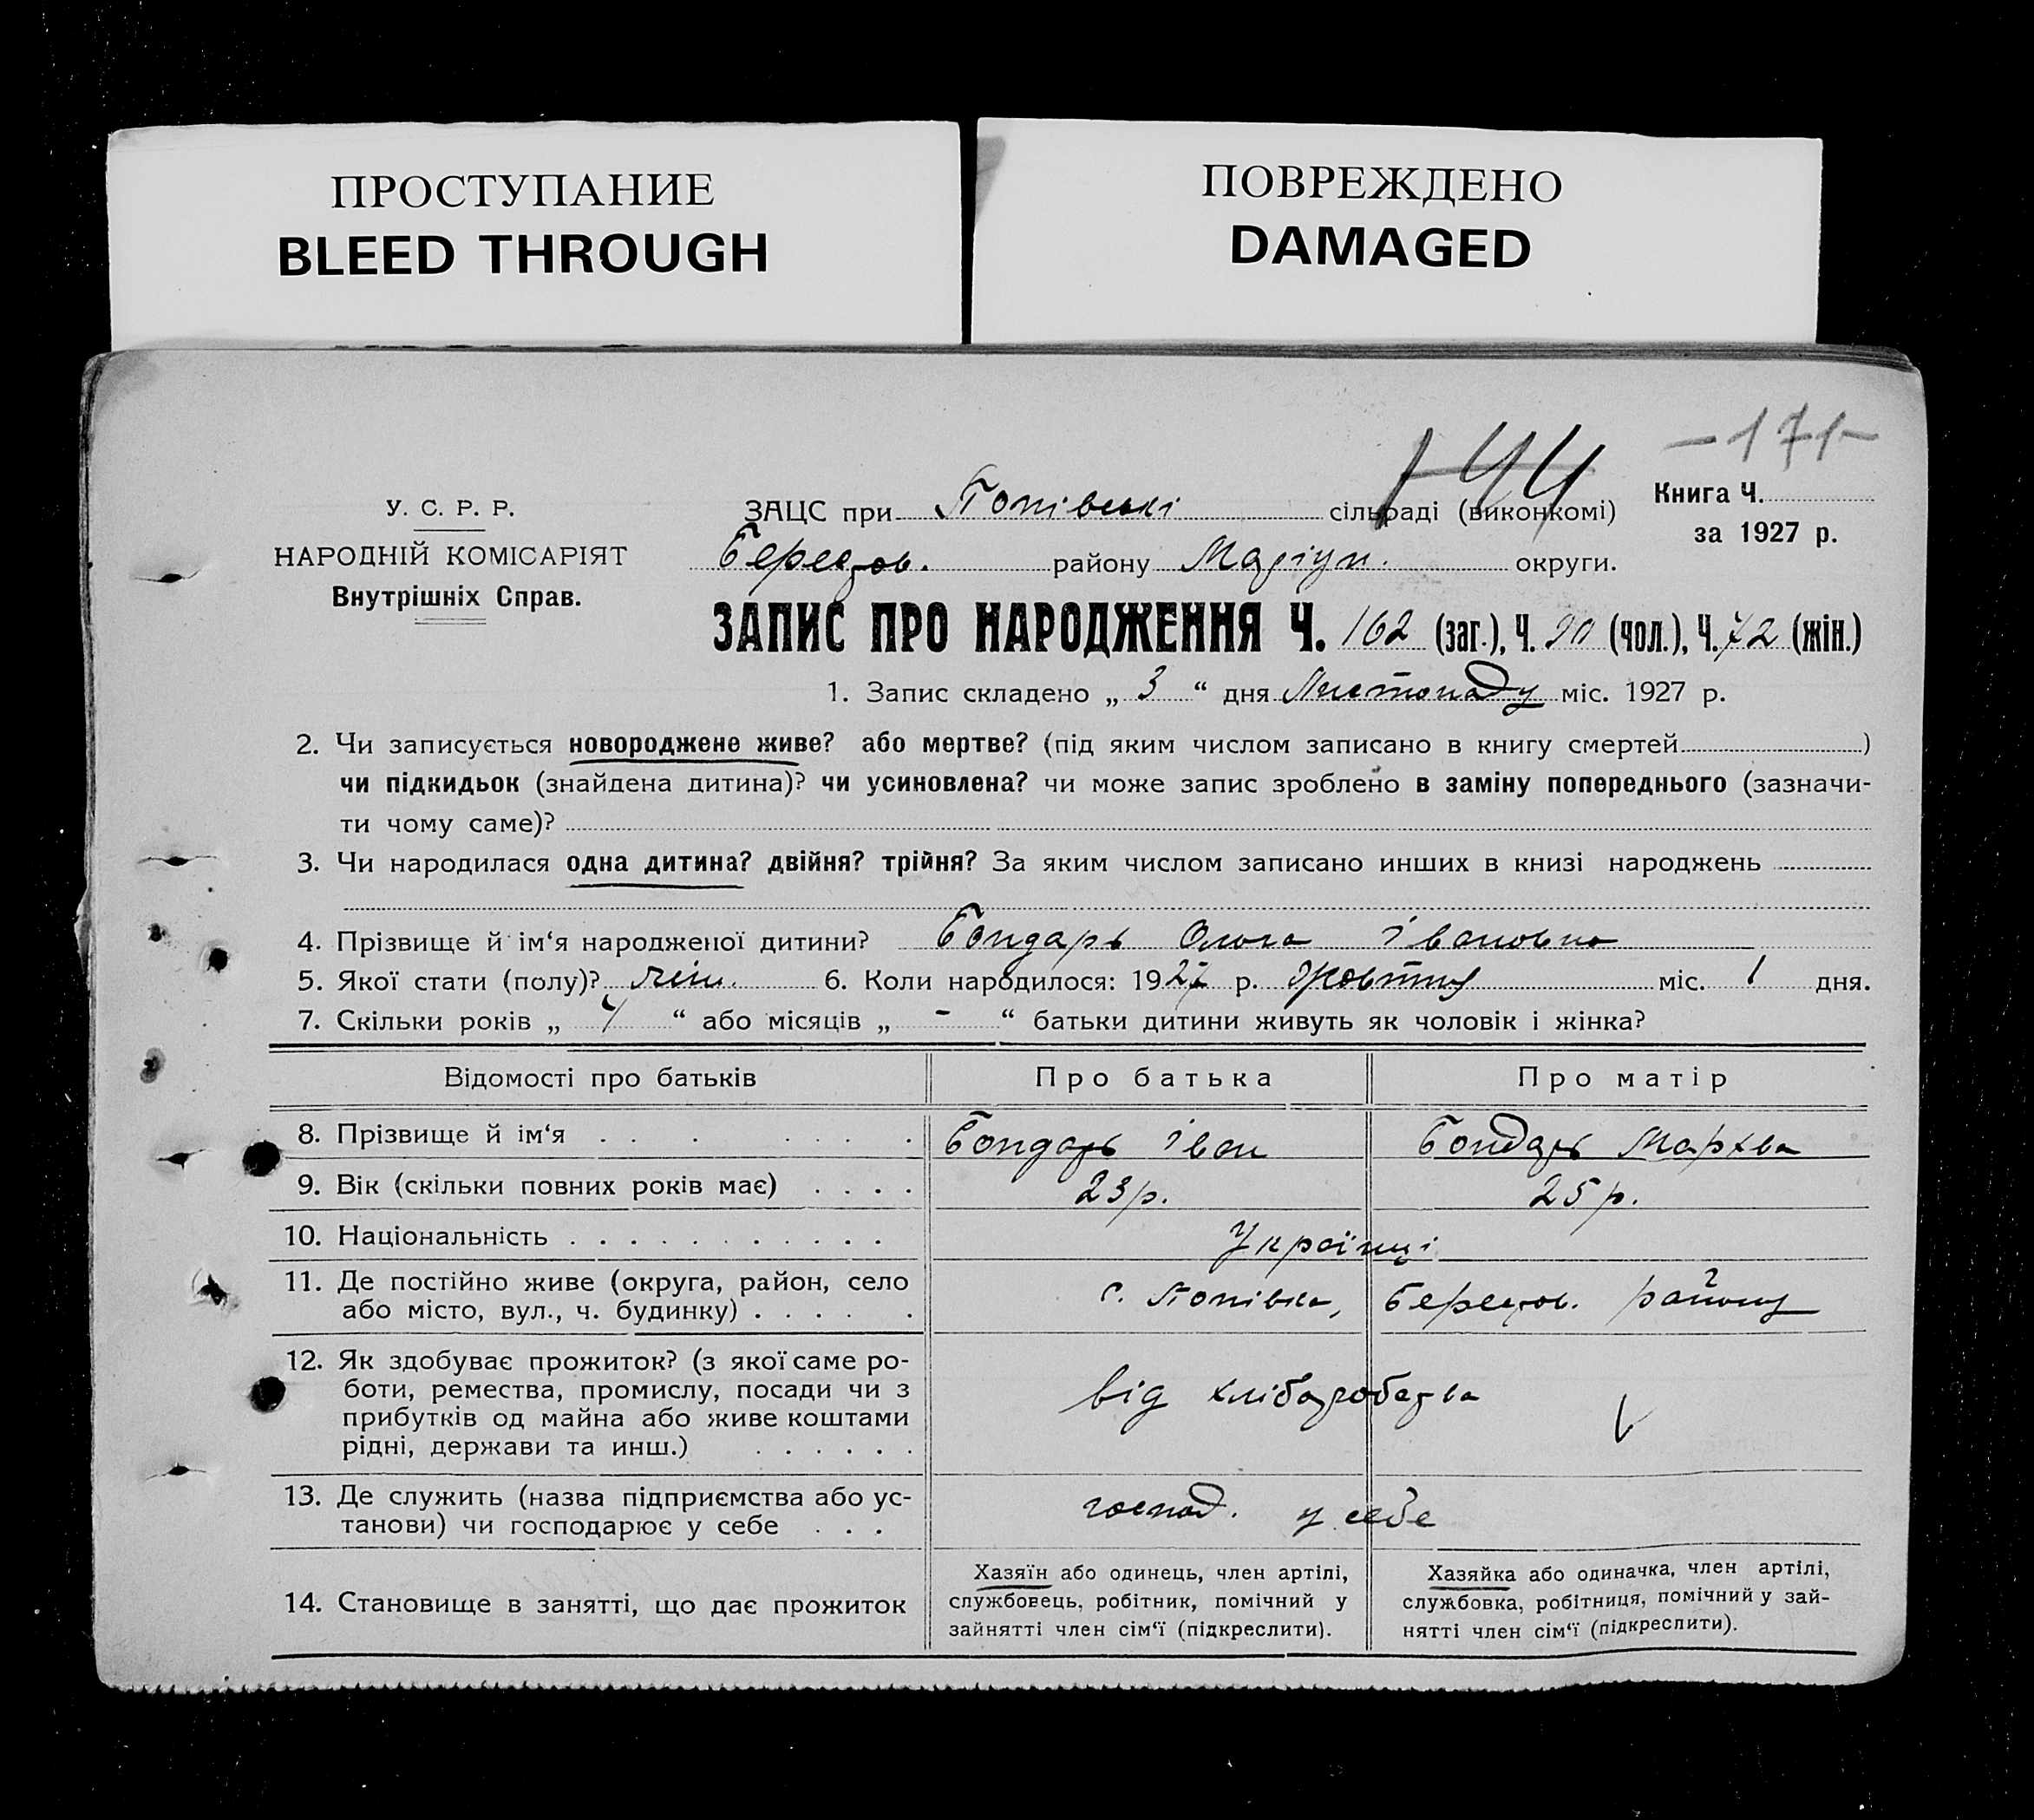 ПРОСТУПАНИЕ
BLEED THROUGH
ПОВРЕЖДЕНО
DAMAGED
-171-
144
У. С. Р. Р.
НАРОДНІЙ КОМІСАРІЯТ
Внутрішніх Справ.
ЗАЦС при Попівські сільраді (виконкомі)
Книга Ч.
за 1927 р.
Берестов. району Маріуп. округи.
ЗАПИС ПРО НАРОДЖЕННЯ Ч. 162 (заг.), Ч. 90 (чол.), Ч. 72 (жін.)
1. Запис складено „ 3 “ дня Листопаду міс. 1927 р.
2. Чи записується новороджене живе? або мертве? (під яким числом записано в книгу смертей )
чи підкидьок (знайдена дитина)? чи усиновлена? чи може запис зроблено в заміну попереднього (зазначи-
ти чому саме)?
3. Чи народилася одна дитина? двійня? трійня? За яким числом записано инших в книзі народжень
4. Прізвище й ім‘я народженої дитини? Бондарь Ольга Івановна
5. Якої стати (полу)? жін. 6. Коли народилося: 1927 р. Жовтня міс. 1 дня.
7. Скільки років „ 4 “ або місяців „ - “ батьки дитини живуть як чоловік і жінка?
Відомості про батьків
Про батька
Про матір
8. Прізвище й ім‘я . . . . . . . .
Бондарь Іван
Бондарь Мархва
9. Вік (скільки повних років має) . . . .
23 р.
25 р.
10. Національність . . . . . . . . . . .
Українці
11. Де постійно живе (округа, район, село
або місто, вул., ч. будинку) . . . . .
с. Попівка, Берестов. району
12. Як здобуває прожиток? (з якої саме ро-
боти, ремества, промислу, посади чи з
прибутків од майна або живе коштами
рідні, держави та инш.) . . . . . .
від хліборобства
13. Де служить (назва підприємства або ус-
танови) чи господарює у себе . . .
господ. у себе
14. Становище в занятті, що дає прожиток
Хазяїн або одинець, член артілі,
службовець, робітник, помічний у
зайнятті член сім‘ї (підкреслити).
Хазяйка або одиначка, член артілі,
службовка, робітниця, помічний у зай-
нятті член сім‘ї (підкреслити).